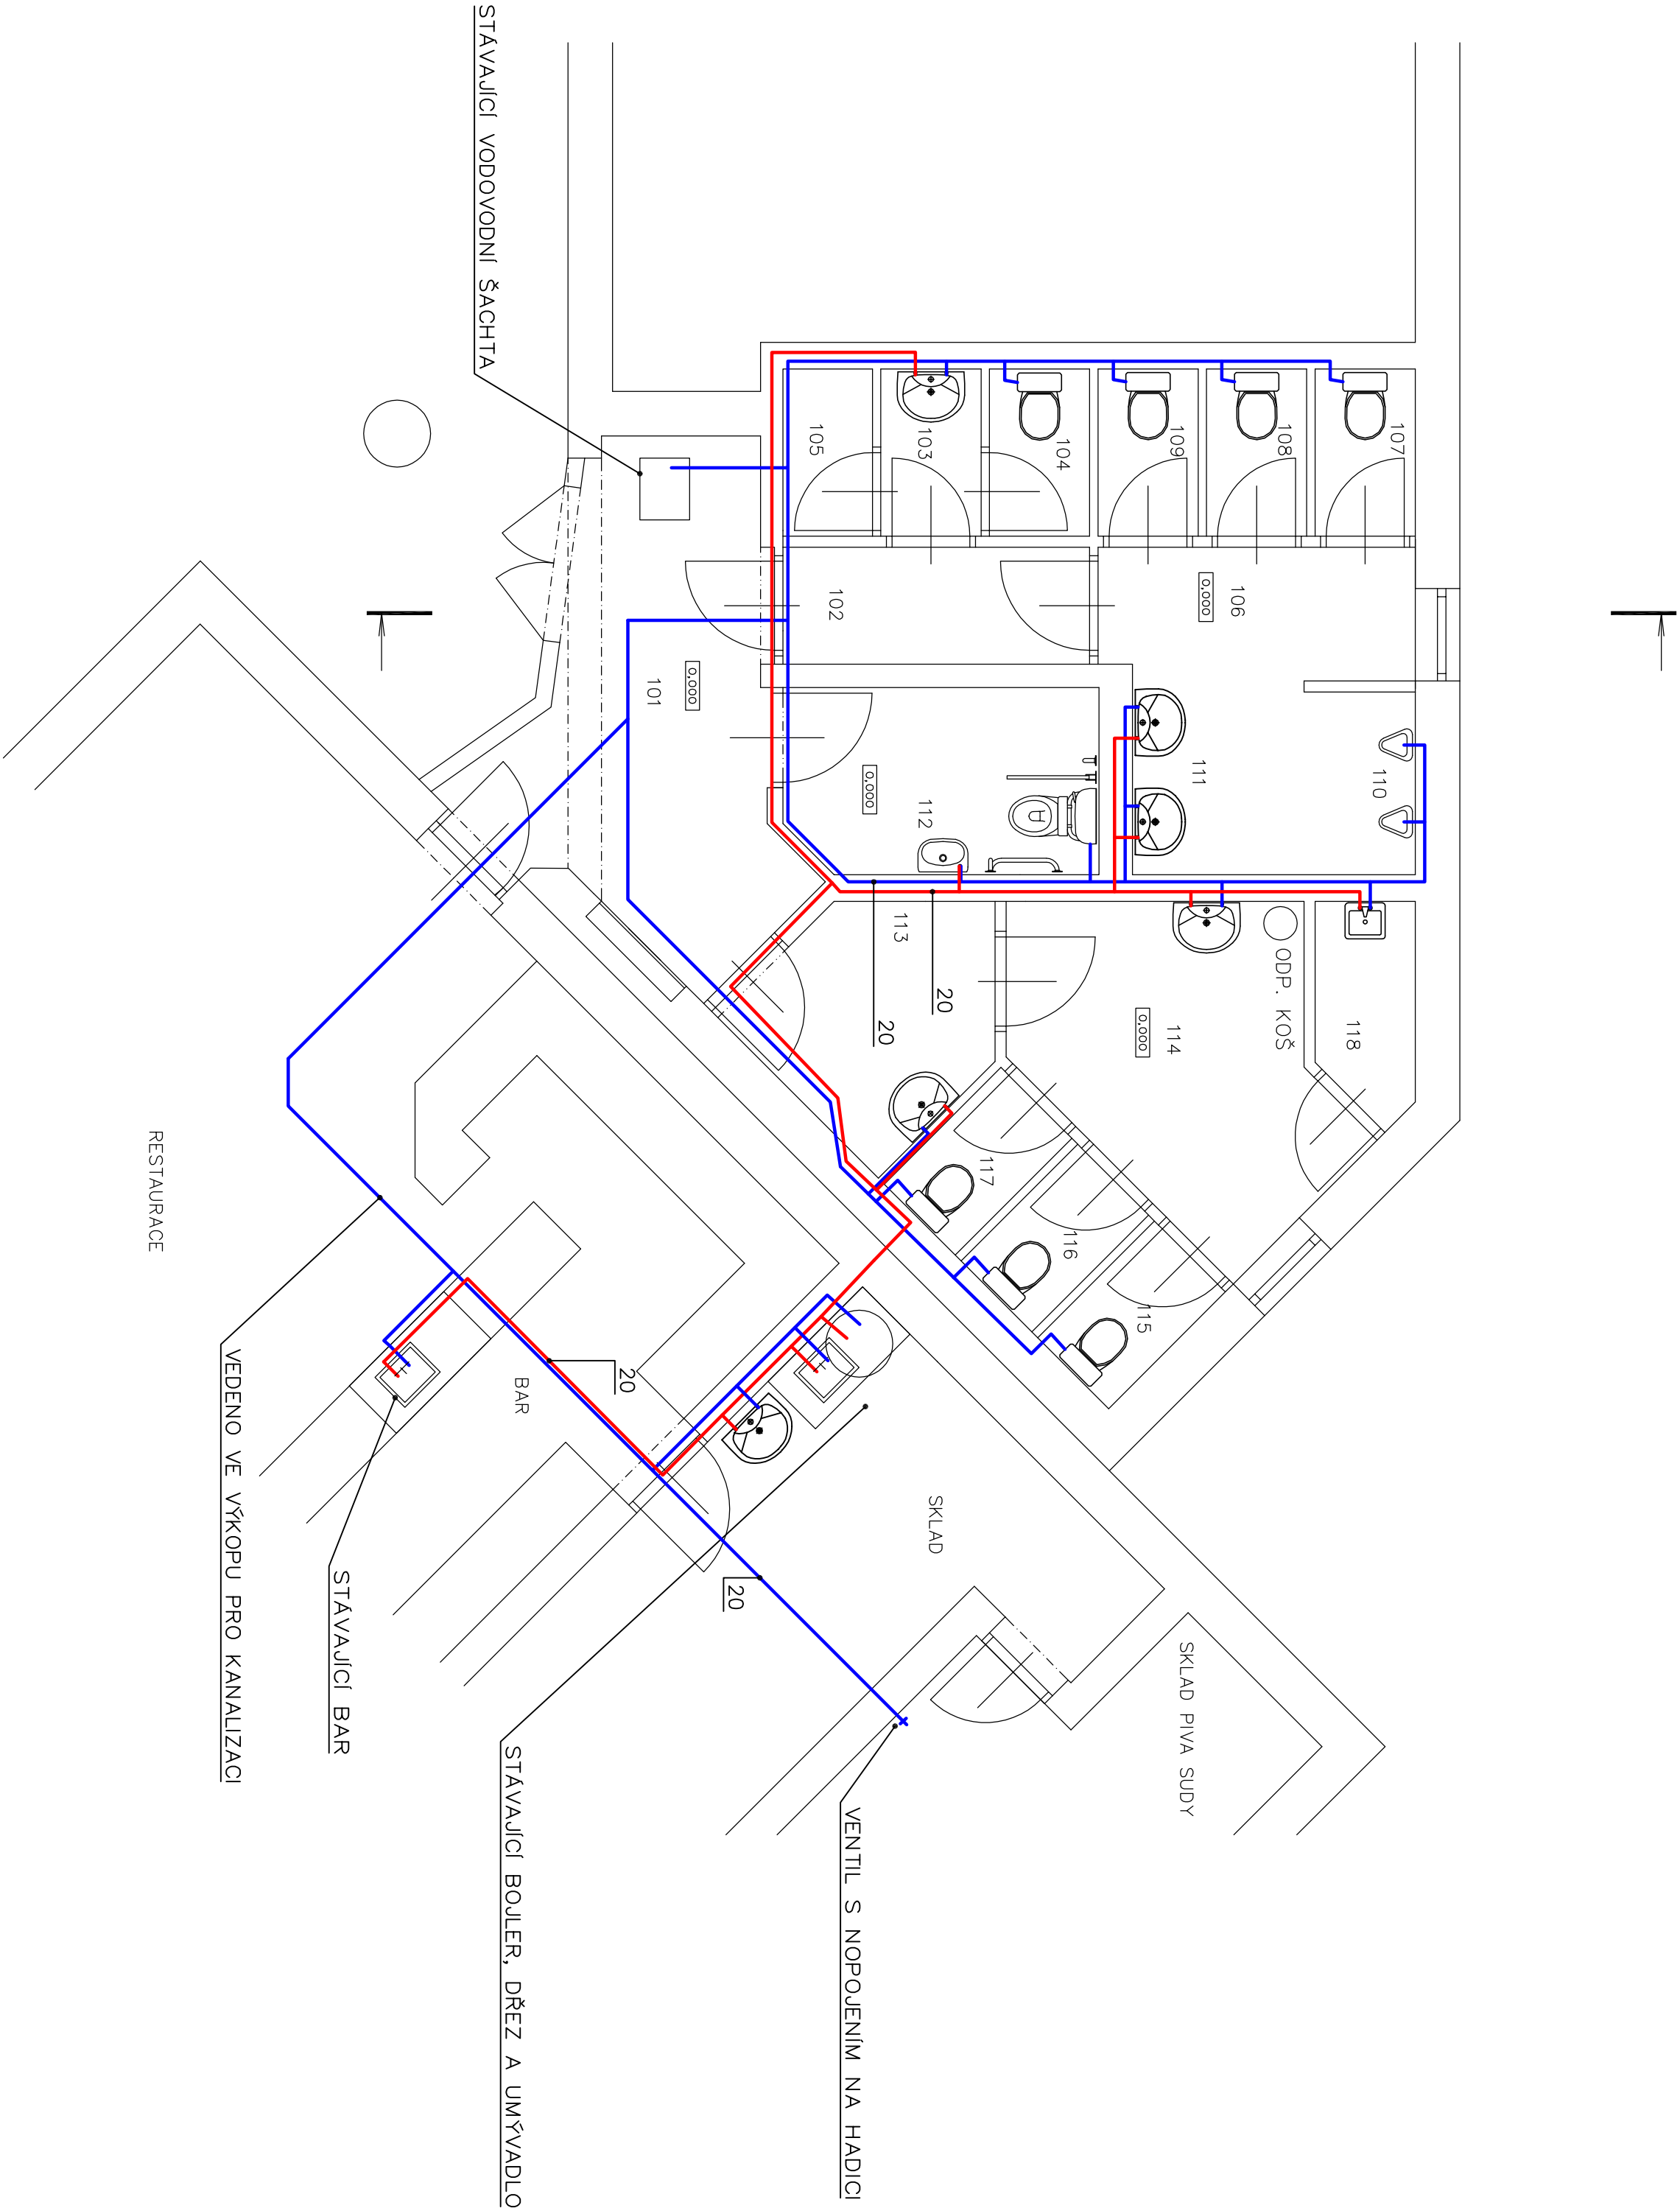 STÁVAJÍCÍ VODOVODNÍ ŠACHTA
107
108
109
104
103
105
106
0,000
102
110
111
101
0,000
0,000
112
113
20
20
ODP. KOŠ
118
114
0,000
117
116
115
RESTAURACE
BAR
20
20
SKLAD
SKLAD PIVA SUDY
VEDENO VE VÝKOPU PRO KANALIZACI
STÁVAJÍCÍ BAR
STÁVAJÍCÍ BOJLER, DŘEZ A UMÝVADLO
VENTIL S NOPOJENÍM NA HADICI